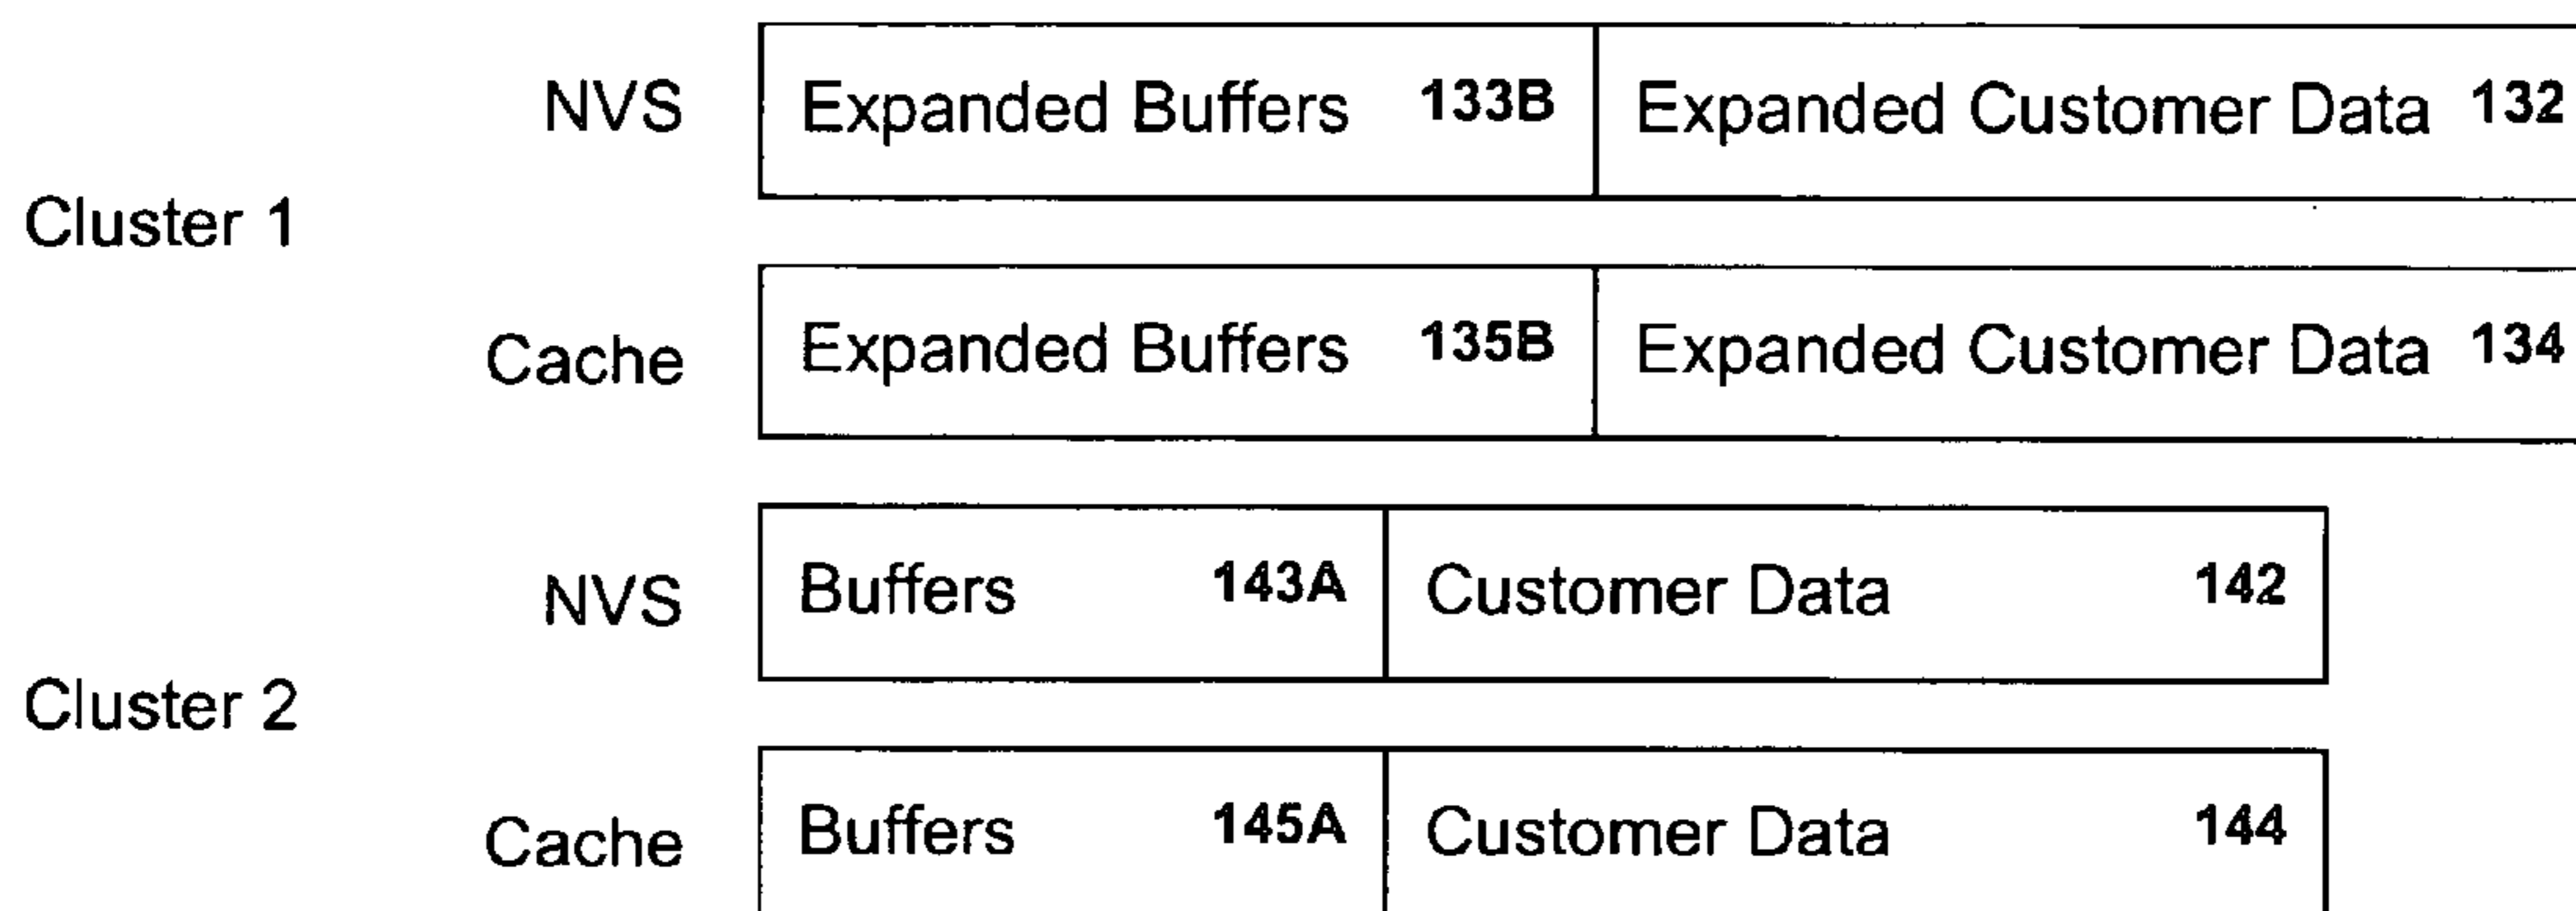 NVS Expanded Buffers 133B Expanded Customer Data 132
Cluster 1
Cache Expanded Buffers 135B Expanded Customer Data 134
NVS Buffers 143A Customer Data 142
Cluster 2
Cache Buffers 145A Customer Data 144